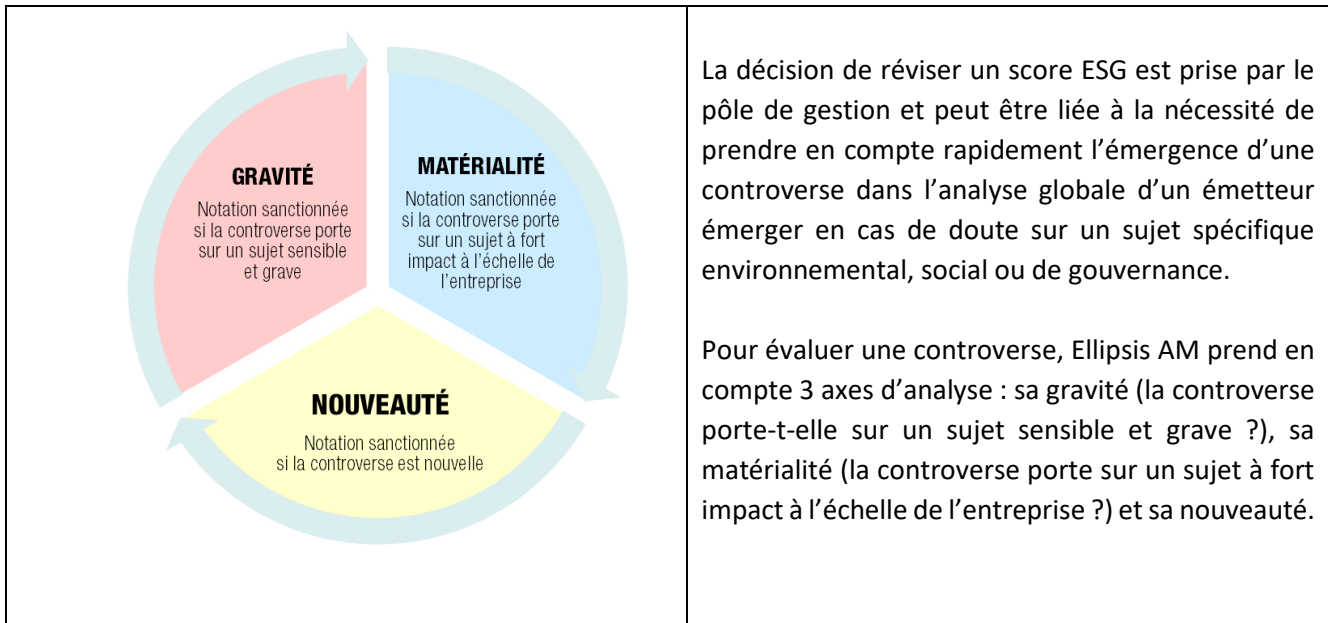 GRAVITÉ
Notation sanctionnée
si la controverse porte
sur un sujet sensible
et grave
MATÉRIALITÉ
Notation sanctionnée
si la controverse porte
sur un sujet à fort
impact à l'échelle de
l'entreprise
NOUVEAUTÉ
Notation sanctionnée
si la controverse est nouvelle
La décision de réviser un score ESG est prise par le
pôle de gestion et peut être liée à la nécessité de
prendre en compte rapidement l'émergence d'une
controverse dans l'analyse globale d'un émetteur
émerger en cas de doute sur un sujet spécifique
environnemental, social ou de gouvernance.
Pour évaluer une controverse, Ellipsis AM prend en
compte 3 axes d'analyse : sa gravité (la controverse
porte-t-elle sur un sujet sensible et grave ?), sa
matérialité (la controverse porte sur un sujet à fort
impact à l'échelle de l'entreprise ?) et sa nouveauté.